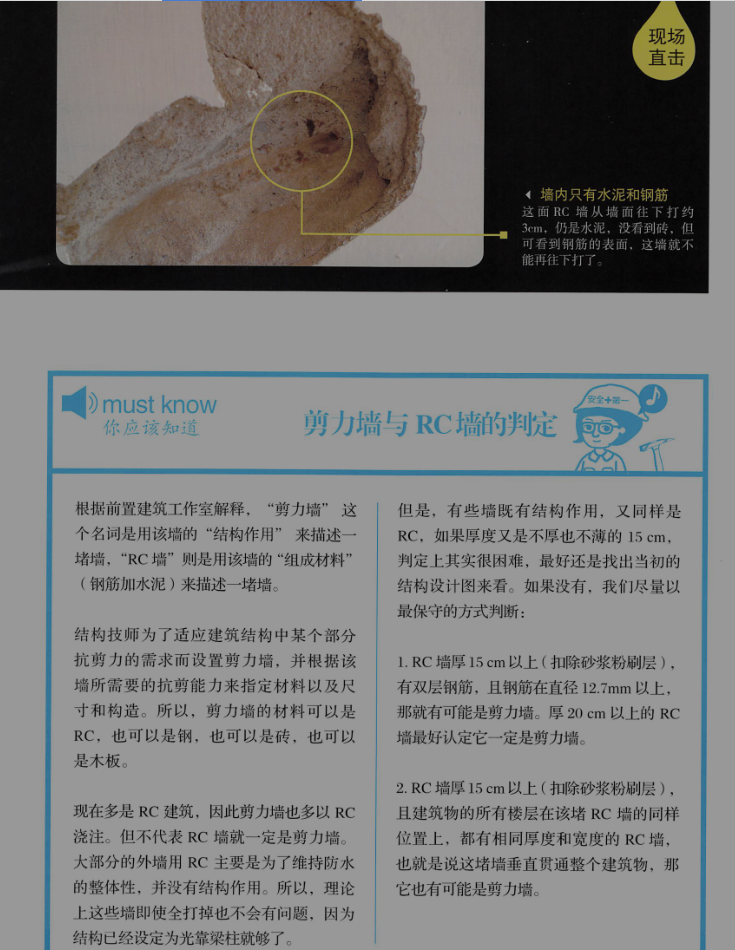 现场
直击
墙内只有水泥和钢筋
这面 RC 墙从墙面往下打约
3cm，仍是水泥，没看到砖，但
可看到钢筋的表面，这墙就不
能再往下打了。
must know
你应该知道
剪力墙与 RC 墙的判定
安全✚第一
根据前置建筑工作室解释，“剪力墙” 这
个名词是用该墙的“结构作用” 来描述一
堵墙，“RC 墙”则是用该墙的“组成材料”
（钢筋加水泥）来描述一堵墙。
结构技师为了适应建筑结构中某个部分
抗剪力的需求而设置剪力墙，并根据该
墙所需要的抗剪能力来指定材料以及尺
寸和构造。所以，剪力墙的材料可以是
RC，也可以是钢，也可以是砖，也可以
是木板。
现在多是 RC 建筑，因此剪力墙也多以 RC
浇注。但不代表 RC 墙就一定是剪力墙。
大部分的外墙用 RC 主要是为了维持防水
的整体性，并没有结构作用。所以，理论
上这些墙即使全打掉也不会有问题，因为
结构已经设定为光靠梁柱就够了。
但是，有些墙既有结构作用，又同样是
RC，如果厚度又是不厚也不薄的 15 cm，
判定上其实很困难，最好还是找出当初的
结构设计图来看。如果没有，我们尽量以
最保守的方式判断：
1. RC 墙厚 15 cm 以上（扣除砂浆粉刷层），
有双层钢筋，且钢筋在直径 12.7mm 以上，
那就有可能是剪力墙。厚 20 cm 以上的 RC
墙最好认定它一定是剪力墙。
2. RC 墙厚 15 cm 以上（扣除砂浆粉刷层），
且建筑物的所有楼层在该堵 RC 墙的同样
位置上，都有相同厚度和宽度的 RC 墙，
也就是说这堵墙垂直贯通整个建筑物，那
它也有可能是剪力墙。